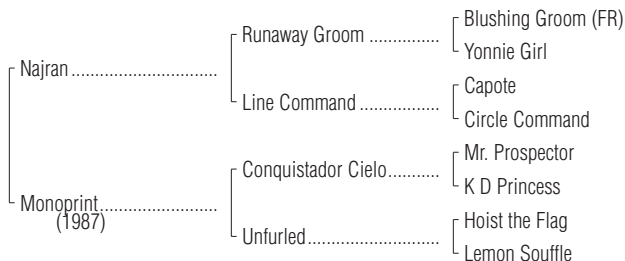 Blushing Groom (FR)
Runaway Groom ...............
Yonnie Girl
Najran ...............................
Capote
Line Command .................
Circle Command
Mr. Prospector
Conquistador Cielo...........
K D Princess
Monoprint.........................
(1987)
Hoist the Flag
Unfurled............................
Lemon Souffle